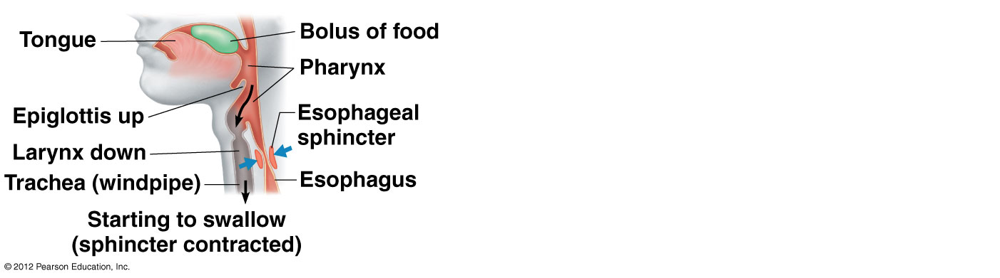 Tongue
Bolus of food
Pharynx
Epiglottis up
Esophageal
sphincter
Larynx down
Trachea (windpipe)
Esophagus
Starting to swallow
(sphincter contracted)
© 2012 Pearson Education, Inc.